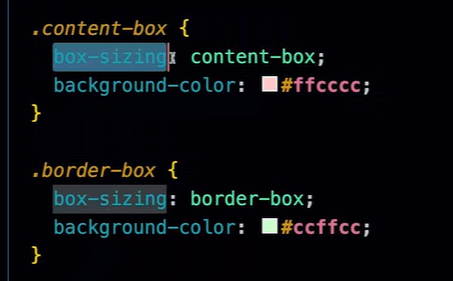 .content-box {
box-sizing: content-box;
background-color: #ffcccc;
}
.border-box {
box-sizing: border-box;
background-color: #ccffcc;
}